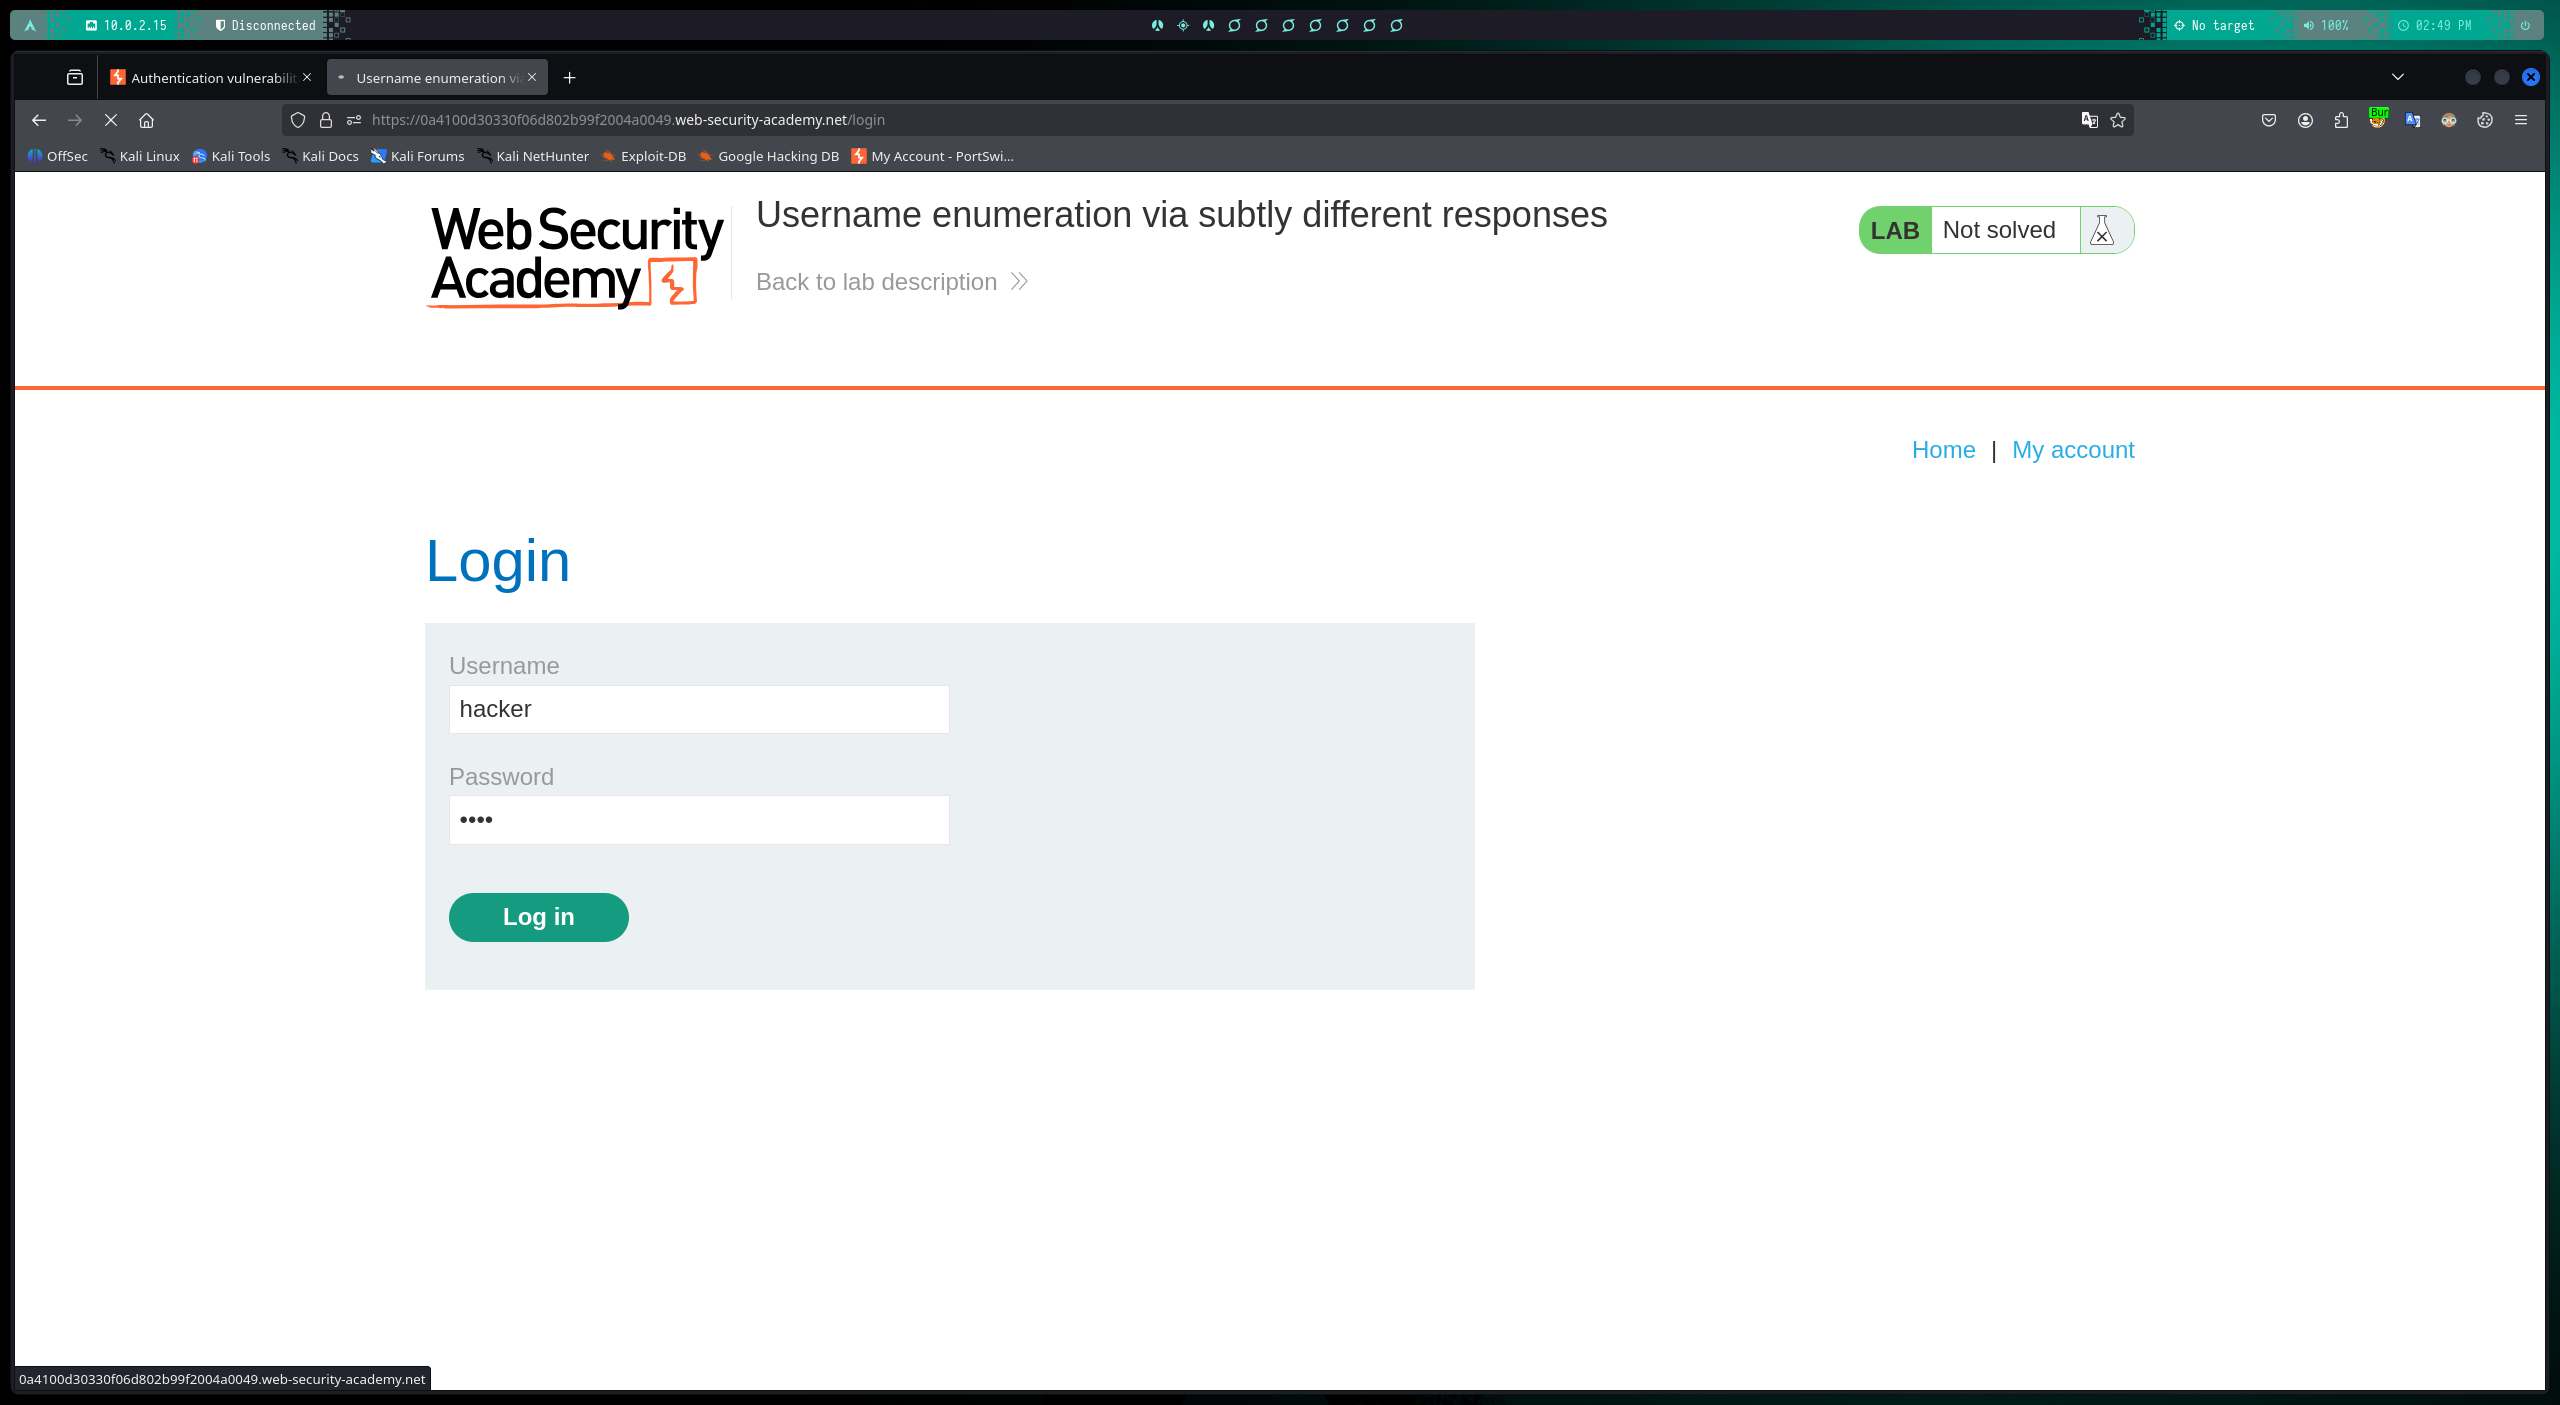 10.0.2.15 Disconnected No target 100% 02:49 PM
Authentication vulnerabilit Username enumeration via
https://0a4100d30330f06d802b99f2004a0049.web-security-academy.net/login
Bur
OffSec Kali Linux Kali Tools Kali Docs Kali Forums Kali NetHunter Exploit-DB Google Hacking DB My Account - PortSwi...
Web Security
Academy
Username enumeration via subtly different responses
Back to lab description
LAB Not solved
Home | My account
Login
Username
hacker
Password
••••
Log in
0a4100d30330f06d802b99f2004a0049.web-security-academy.net